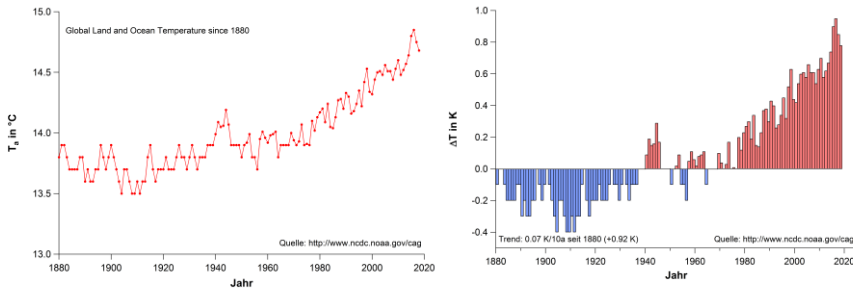 Global Land and Ocean Temperature since 1880
15.0
14.5
14.0
13.5
13.0
Ta in °C
Quelle: http://www.ncdc.noaa.gov/cag
1880 1900 1920 1940 1960 1980 2000 2020
Jahr
1.0
0.8
0.6
0.4
0.2
0.0
-0.2
-0.4
ΔT in K
Trend: 0.07 K/10a seit 1880 (+0.92 K)
Quelle: http://www.ncdc.noaa.gov/cag
1880 1900 1920 1940 1960 1980 2000 2020
Jahr